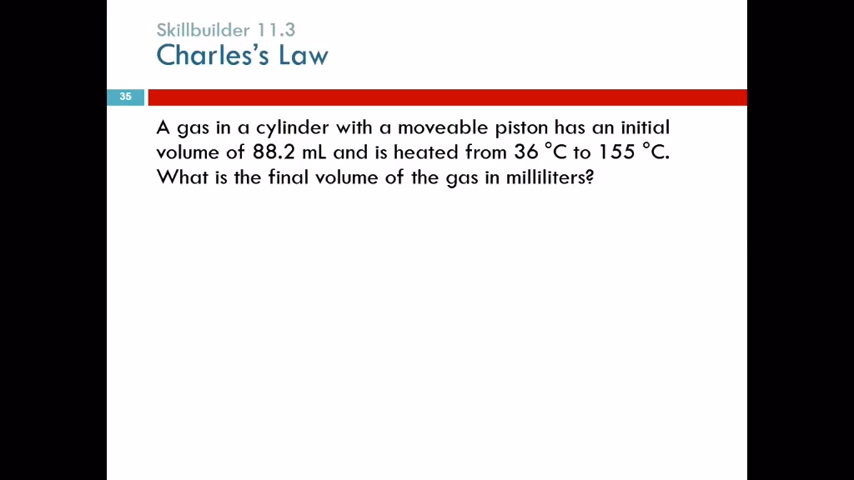 Skillbuilder 11.3
Charles's Law
35
A gas in a cylinder with a moveable piston has an initial
volume of 88.2 mL and is heated from 36 °C to 155 °C.
What is the final volume of the gas in milliliters?